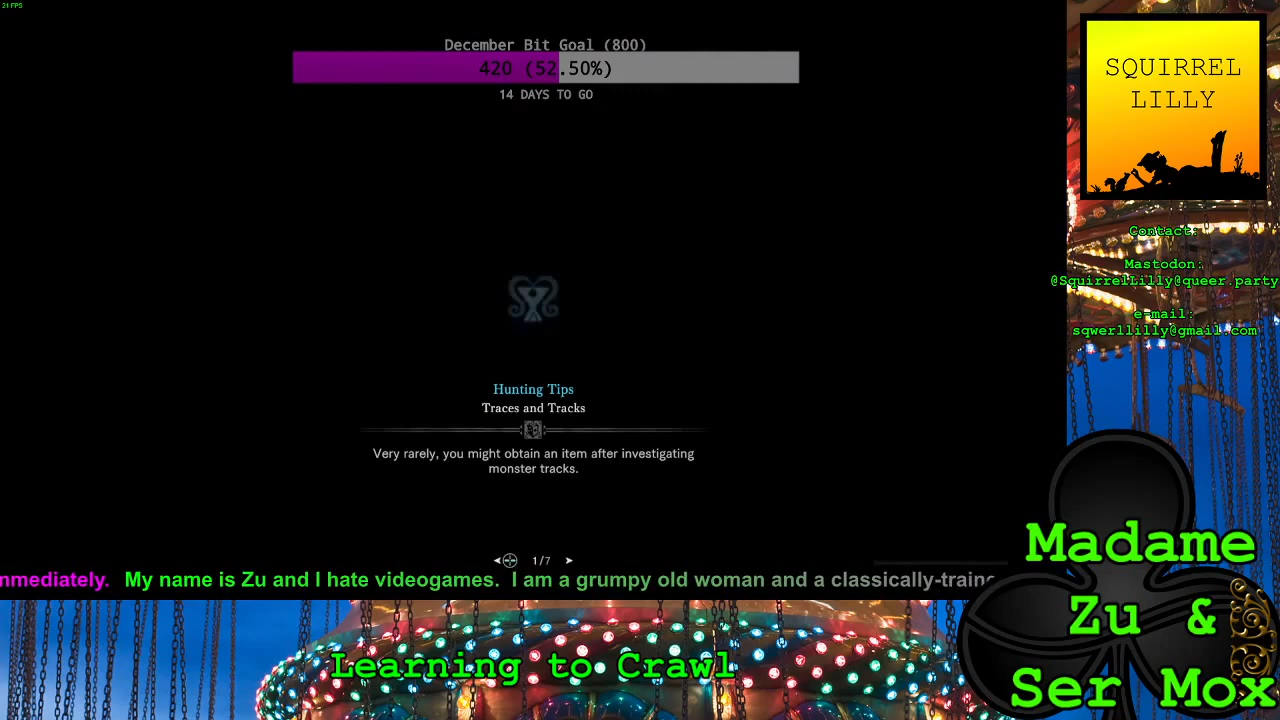 21 FPS
December Bit Goal (800)
420 (52.50%)
14 DAYS TO GO
SQUIRREL
LILLY
Contact:
Mastodon:
@SquirrelLilly@queer.party
e-mail:
sqwerllilly@gmail.com
Hunting Tips
Traces and Tracks
Very rarely, you might obtain an item after investigating
monster tracks.
1/7
mmediately. My name is Zu and I hate videogames. I am a grumpy old woman and a classically-traine
Learning to Crawl
Madame
Zu &
Ser Mox